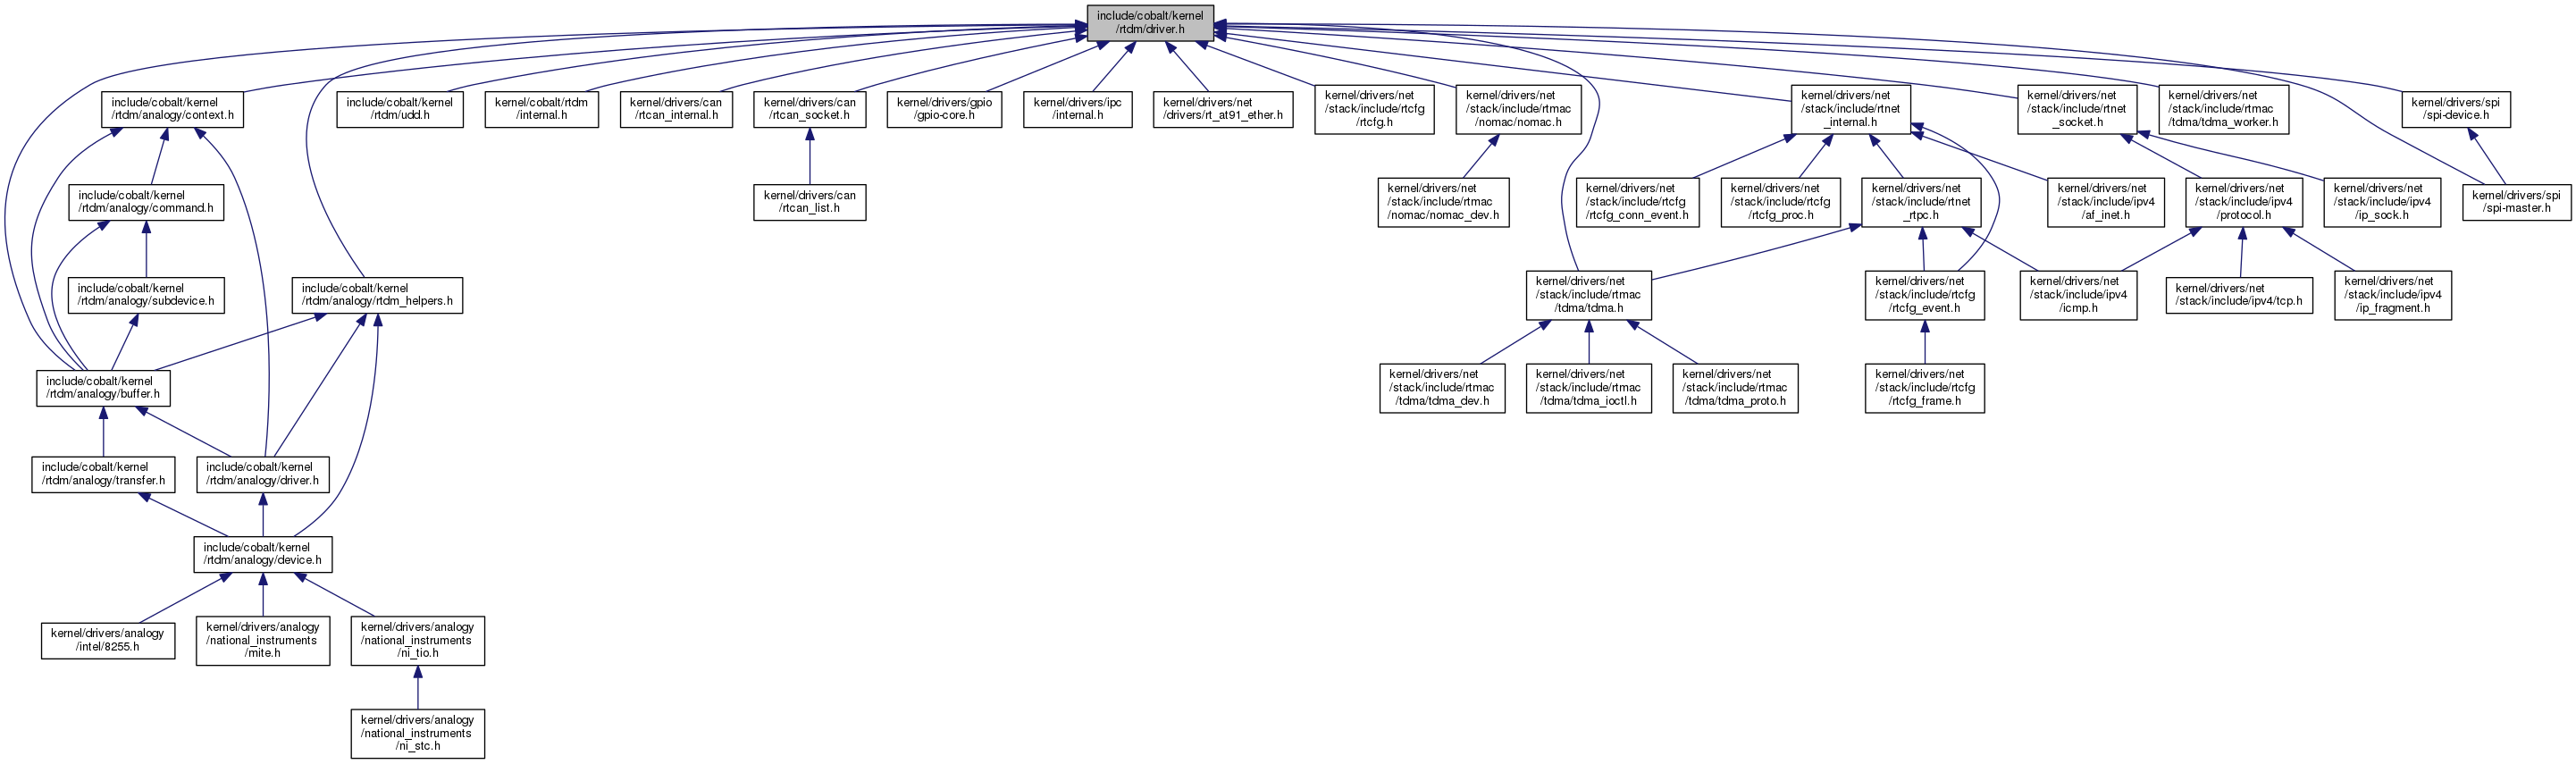 include/cobalt/kernel
/rtdm/driver.h
include/cobalt/kernel
/rtdm/analogy/context.h
include/cobalt/kernel
/rtdm/udd.h
kernel/cobalt/rtdm
/internal.h
kernel/drivers/can
/rtcan_internal.h
kernel/drivers/can
/rtcan_socket.h
kernel/drivers/gpio
/gpio-core.h
kernel/drivers/ipc
/internal.h
kernel/drivers/net
/drivers/rt_at91_ether.h
kernel/drivers/net
/stack/include/rtcfg
/rtcfg.h
kernel/drivers/net
/stack/include/rtmac
/nomac/nomac.h
kernel/drivers/net
/stack/include/rtnet
_internal.h
kernel/drivers/net
/stack/include/rtnet
_socket.h
kernel/drivers/net
/stack/include/rtmac
/tdma/tdma_worker.h
kernel/drivers/spi
/spi-device.h
include/cobalt/kernel
/rtdm/analogy/command.h
kernel/drivers/can
/rtcan_list.h
kernel/drivers/net
/stack/include/rtmac
/nomac/nomac_dev.h
kernel/drivers/net
/stack/include/rtcfg
/rtcfg_conn_event.h
kernel/drivers/net
/stack/include/rtcfg
/rtcfg_proc.h
kernel/drivers/net
/stack/include/rtnet
_rtpc.h
kernel/drivers/net
/stack/include/ipv4
/af_inet.h
kernel/drivers/net
/stack/include/ipv4
/protocol.h
kernel/drivers/net
/stack/include/ipv4
/ip_sock.h
kernel/drivers/spi
/spi-master.h
include/cobalt/kernel
/rtdm/analogy/subdevice.h
include/cobalt/kernel
/rtdm/analogy/rtdm_helpers.h
kernel/drivers/net
/stack/include/rtmac
/tdma/tdma.h
kernel/drivers/net
/stack/include/rtcfg
/rtcfg_event.h
kernel/drivers/net
/stack/include/ipv4
/icmp.h
kernel/drivers/net
/stack/include/ipv4/tcp.h
kernel/drivers/net
/stack/include/ipv4
/ip_fragment.h
include/cobalt/kernel
/rtdm/analogy/buffer.h
kernel/drivers/net
/stack/include/rtmac
/tdma/tdma_dev.h
kernel/drivers/net
/stack/include/rtmac
/tdma/tdma_ioctl.h
kernel/drivers/net
/stack/include/rtmac
/tdma/tdma_proto.h
kernel/drivers/net
/stack/include/rtcfg
/rtcfg_frame.h
include/cobalt/kernel
/rtdm/analogy/transfer.h
include/cobalt/kernel
/rtdm/analogy/driver.h
include/cobalt/kernel
/rtdm/analogy/device.h
kernel/drivers/analogy
/intel/8255.h
kernel/drivers/analogy
/national_instruments
/mite.h
kernel/drivers/analogy
/national_instruments
/ni_tio.h
kernel/drivers/analogy
/national_instruments
/ni_stc.h